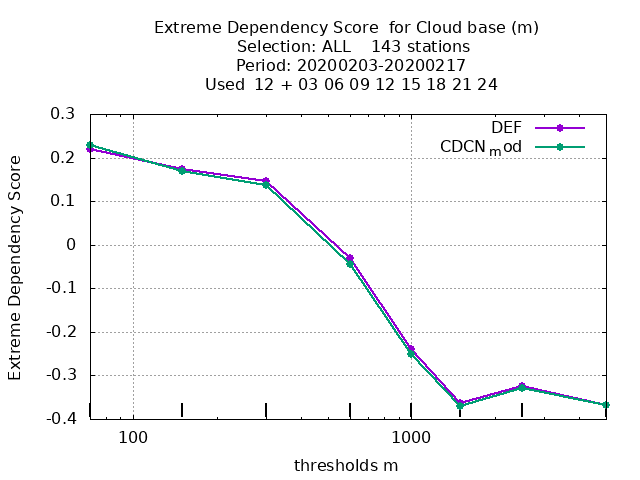 Extreme Dependency Score  for Cloud base (m)
Selection: ALL    143 stations
Period: 20200203-20200217
Used  12 + 03 06 09 12 15 18 21 24
DEF
CDCNmod
0.3
0.2
0.1
0
-0.1
-0.2
-0.3
-0.4
Extreme Dependency Score
100
1000
thresholds m